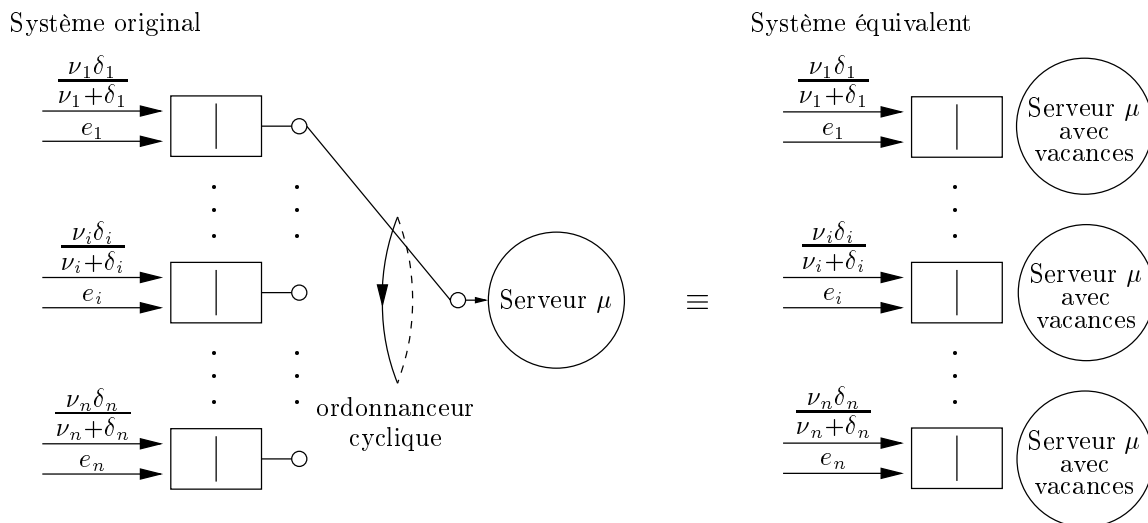 Système original
ν₁δ₁
ν₁+δ₁
e₁
νᵢδᵢ
νᵢ+δᵢ
eᵢ
νₙδₙ
νₙ+δₙ
eₙ
ordonnanceur
cyclique
Serveur μ
≡
Système équivalent
ν₁δ₁
ν₁+δ₁
e₁
Serveur μ
avec
vacances
νᵢδᵢ
νᵢ+δᵢ
eᵢ
Serveur μ
avec
vacances
νₙδₙ
νₙ+δₙ
eₙ
Serveur μ
avec
vacances